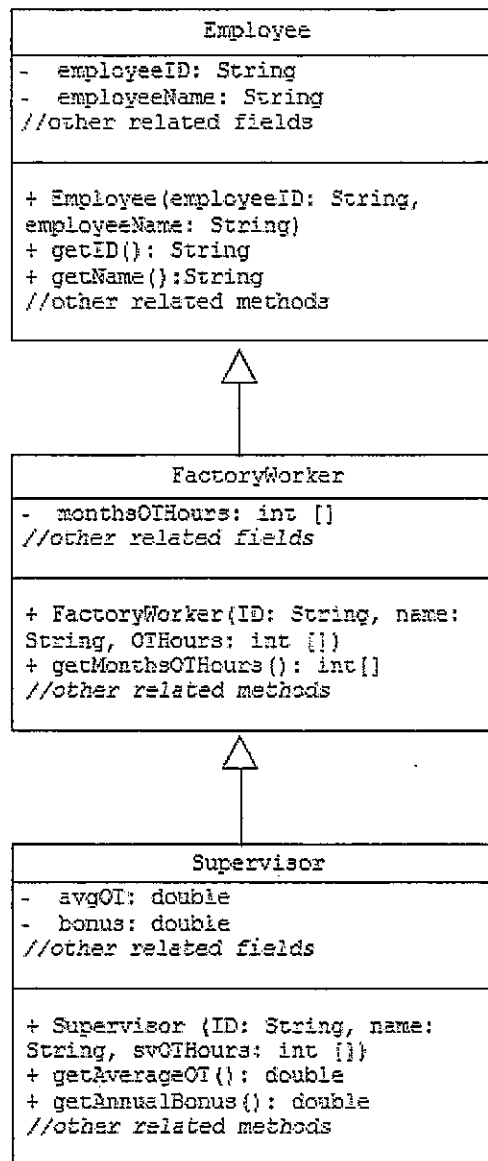 Employee
- employeeID: String
- employeeName: String
//other related fields
+ Employee(employeeID: String,
employeeName: String)
+ getID(): String
+ getName():String
//other related methods
FactoryWorker
- monthsOTHours: int []
//other related fields
+ FactoryWorker(ID: String, name:
String, OTHours: int [])
+ getMonthsOTHours(): int[]
//other related methods
Supervisor
- avgOT: double
- bonus: double
//other related fields
+ Supervisor (ID: String, name:
String, svOTHours: int [])
+ getAverageOT(): double
+ getAnnualBonus(): double
//other related methods